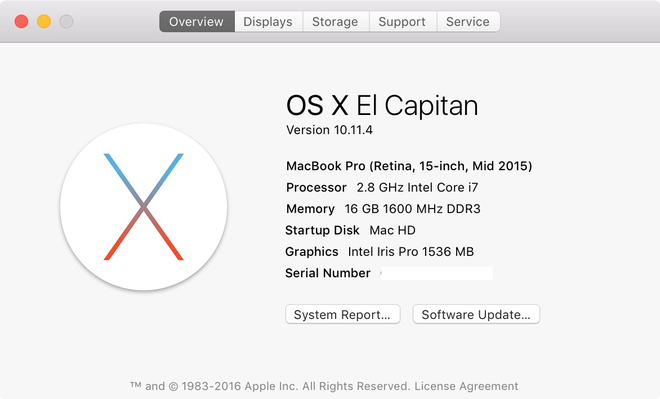 Overview Displays Storage Support Service
OS X El Capitan
Version 10.11.4
MacBook Pro (Retina, 15-inch, Mid 2015)
Processor 2.8 GHz Intel Core i7
Memory 16 GB 1600 MHz DDR3
Startup Disk Mac HD
Graphics Intel Iris Pro 1536 MB
Serial Number
System Report... Software Update...
™ and © 1983-2016 Apple Inc. All Rights Reserved. License Agreement